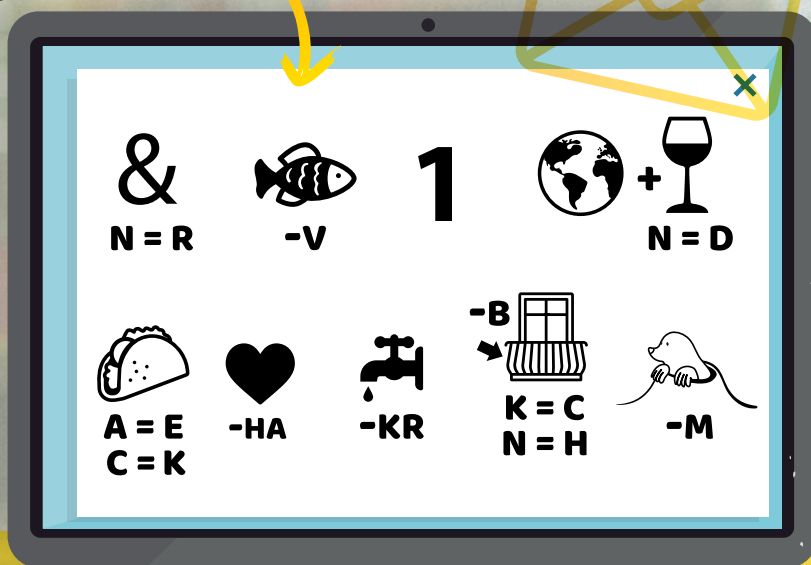 & 1 +
N = R -V N = D
-B
A = E -HA -KR K = C -M
C = K N = H